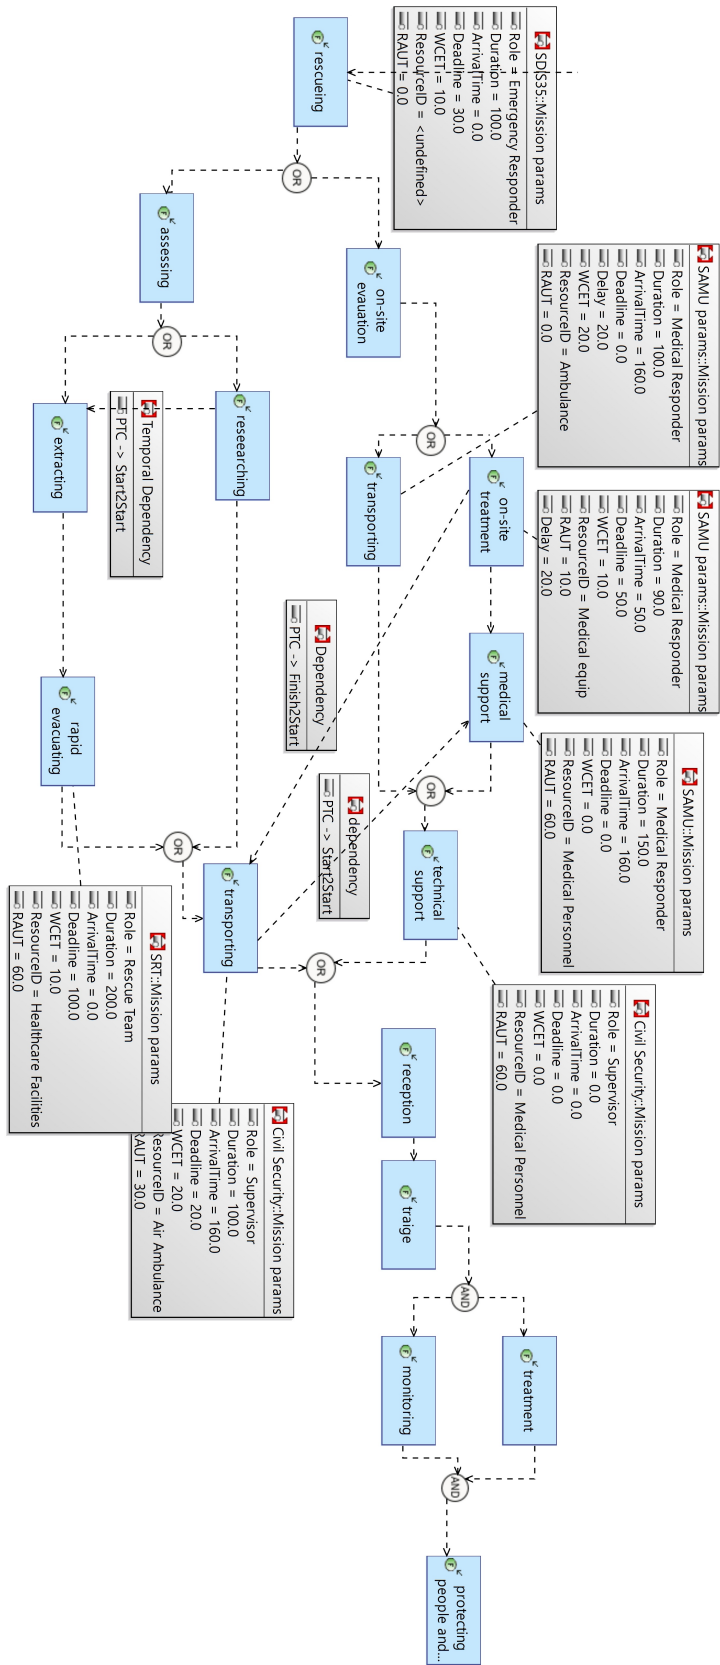 SDIS35::Mission params
Role = Emergency Responder
Duration = 100.0
ArrivalTime = 0.0
Deadline = 30.0
WCET = 10.0
ResourceID = <undefined>
RAUT = 0.0
SAMU params::Mission params
Role = Medical Responder
Duration = 100.0
ArrivalTime = 160.0
Deadline = 0.0
Delay = 20.0
WCET = 20.0
ResourceID = Ambulance
RAUT = 0.0
SAMU params::Mission params
Role = Medical Responder
Duration = 90.0
ArrivalTime = 50.0
Deadline = 50.0
WCET = 10.0
ResourceID = Medical equip
RAUT = 10.0
Delay = 20.0
SAMU::Mission params
Role = Medical Responder
Duration = 150.0
ArrivalTime = 160.0
Deadline = 0.0
WCET = 0.0
ResourceID = Medical Personnel
RAUT = 60.0
Civil Security::Mission params
Role = Supervisor
Duration = 0.0
ArrivalTime = 0.0
Deadline = 0.0
WCET = 0.0
ResourceID = Medical Personnel
RAUT = 60.0
rescueing
OR
on-site
evauation
OR
on-site
treatment
transporting
medical
support
OR
technical
support
assessing
OR
reseearching
extracting
Temporal Dependency
PTC -> Start2Start
Dependency
PTC -> Finish2Start
dependency
PTC -> Start2Start
rapid
evacuating
OR
transporting
OR
reception
traige
AND
treatment
monitoring
AND
protecting
people and...
SRT::Mission params
Role = Rescue Team
Duration = 200.0
ArrivalTime = 0.0
Deadline = 100.0
WCET = 10.0
ResourceID = Healthcare Facilities
RAUT = 60.0
Civil Security::Mission params
Role = Supervisor
Duration = 100.0
ArrivalTime = 160.0
Deadline = 20.0
WCET = 20.0
ResourceID = Air Ambulance
RAUT = 30.0